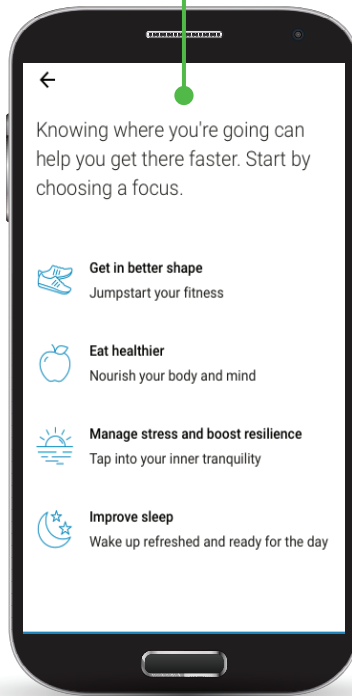 Knowing where you're going can
help you get there faster. Start by
choosing a focus.
Get in better shape
Jumpstart your fitness
Eat healthier
Nourish your body and mind
Manage stress and boost resilience
Tap into your inner tranquility
Improve sleep
Wake up refreshed and ready for the day